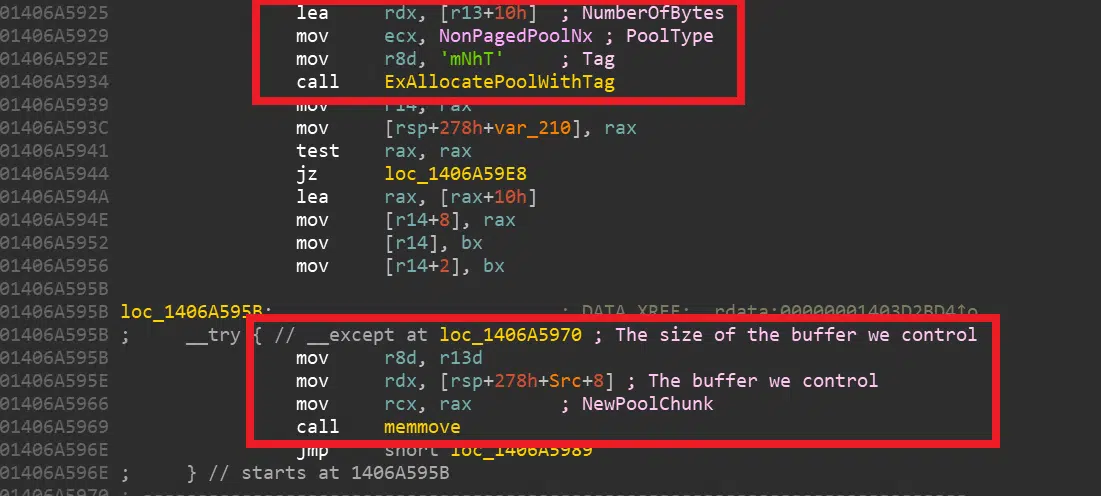 01406A5925 lea rdx, [r13+10h] ; NumberOfBytes
01406A5929 mov ecx, NonPagedPoolNx ; PoolType
01406A592E mov r8d, 'mNhT' ; Tag
01406A5934 call ExAllocatePoolWithTag
01406A5939 mov r14, rax
01406A593C mov [rsp+278h+var_210], rax
01406A5941 test rax, rax
01406A5944 jz loc_1406A59E8
01406A594A lea rax, [rax+10h]
01406A594E mov [r14+8], rax
01406A5952 mov [r14], bx
01406A5956 mov [r14+2], bx
01406A595B
01406A595B loc_1406A595B: ; DATA XREF: .rdata:00000001403D2BD4↑o
01406A595B ; __try { // __except at loc_1406A5970 ; The size of the buffer we control
01406A595B mov r8d, r13d
01406A595E mov rdx, [rsp+278h+Src+8] ; The buffer we control
01406A5966 mov rcx, rax ; NewPoolChunk
01406A5969 call memmove
01406A596E jmp short loc_1406A5989
01406A596E ; } // starts at 1406A595B
01406A5970 ;